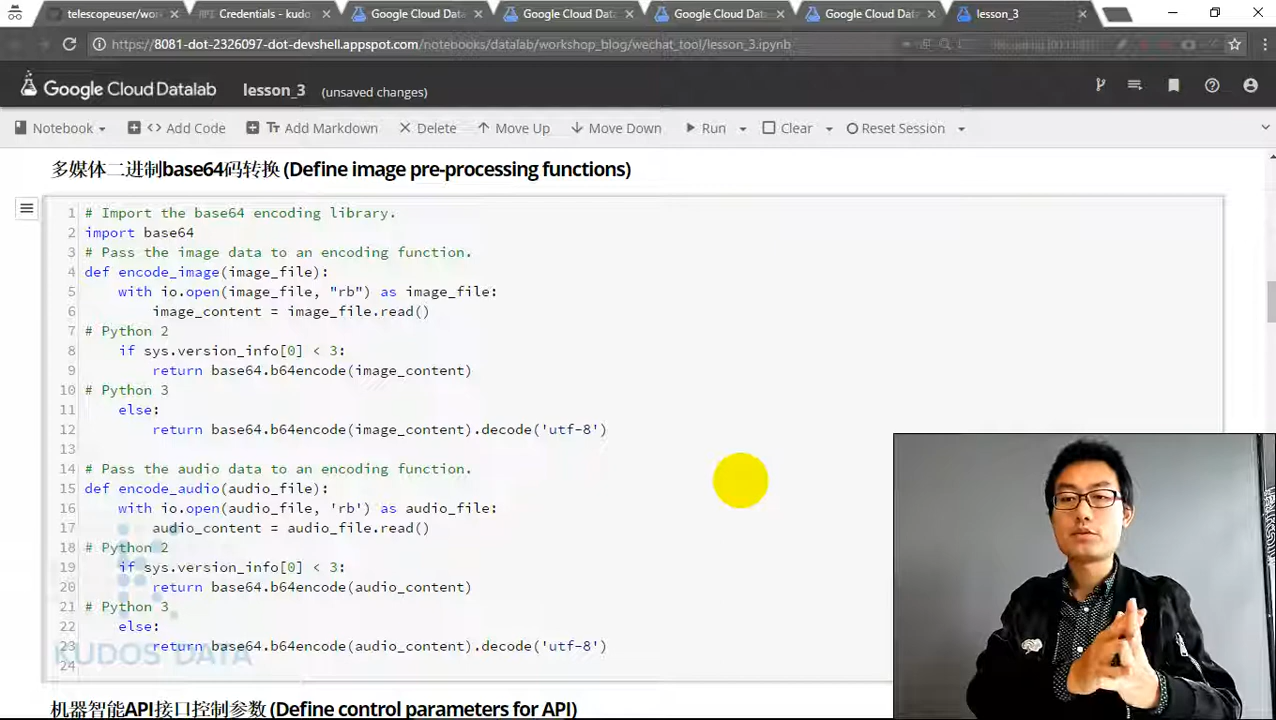 telescopeuser/wor
Credentials - kudos
Google Cloud Data
Google Cloud Data
Google Cloud Data
Google Cloud Data
lesson_3
https://8081-dot-2326097-dot-devshell.appspot.com/notebooks/datalab/workshop_blog/wechat_tool/lesson_3.ipynb
Google Cloud Datalab lesson_3 (unsaved changes)
Notebook <> Add Code Tт Add Markdown Delete Move Up Move Down Run Clear Reset Session
多媒体二进制base64码转换 (Define image pre-processing functions)
1 # Import the base64 encoding library.
2 import base64
3 # Pass the image data to an encoding function.
4 def encode_image(image_file):
5     with io.open(image_file, "rb") as image_file:
6         image_content = image_file.read()
7 # Python 2
8     if sys.version_info[0] < 3:
9         return base64.b64encode(image_content)
10 # Python 3
11     else:
12         return base64.b64encode(image_content).decode('utf-8')
13
14 # Pass the audio data to an encoding function.
15 def encode_audio(audio_file):
16     with io.open(audio_file, 'rb') as audio_file:
17         audio_content = audio_file.read()
18 # Python 2
19     if sys.version_info[0] < 3:
20         return base64.b64encode(audio_content)
21 # Python 3
22     else:
23         return base64.b64encode(audio_content).decode('utf-8')
24
KUDOS DATA
机器智能API接口控制参数 (Define control parameters for API)